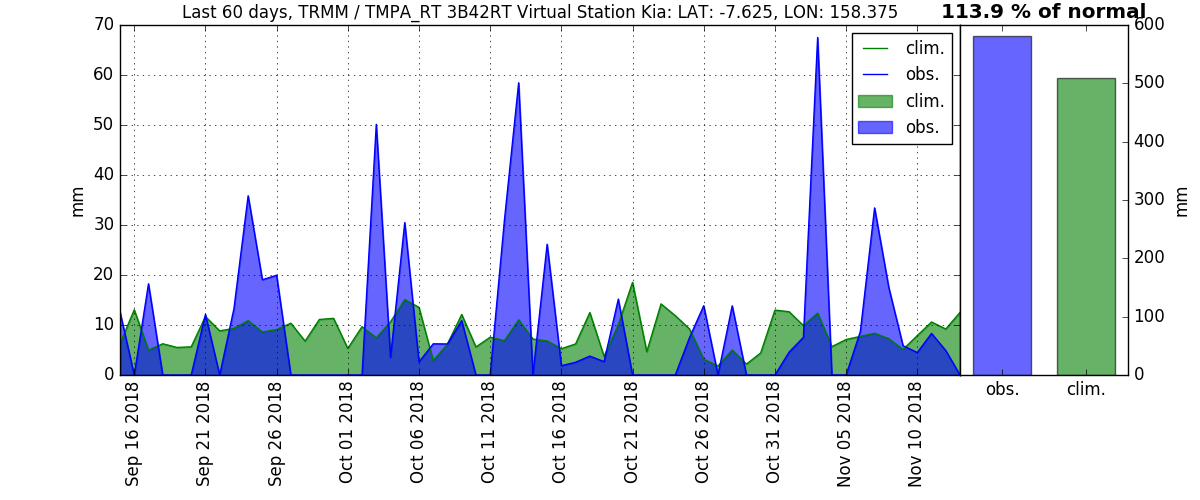 Last 60 days, TRMM / TMPA_RT 3B42RT Virtual Station Kia: LAT: -7.625, LON: 158.375
113.9 % of normal
70
60
50
40
30
20
10
0
mm
clim.
obs.
clim.
obs.
600
500
400
300
200
100
0
mm
obs.
clim.
Sep 16 2018
Sep 21 2018
Sep 26 2018
Oct 01 2018
Oct 06 2018
Oct 11 2018
Oct 16 2018
Oct 21 2018
Oct 26 2018
Oct 31 2018
Nov 05 2018
Nov 10 2018